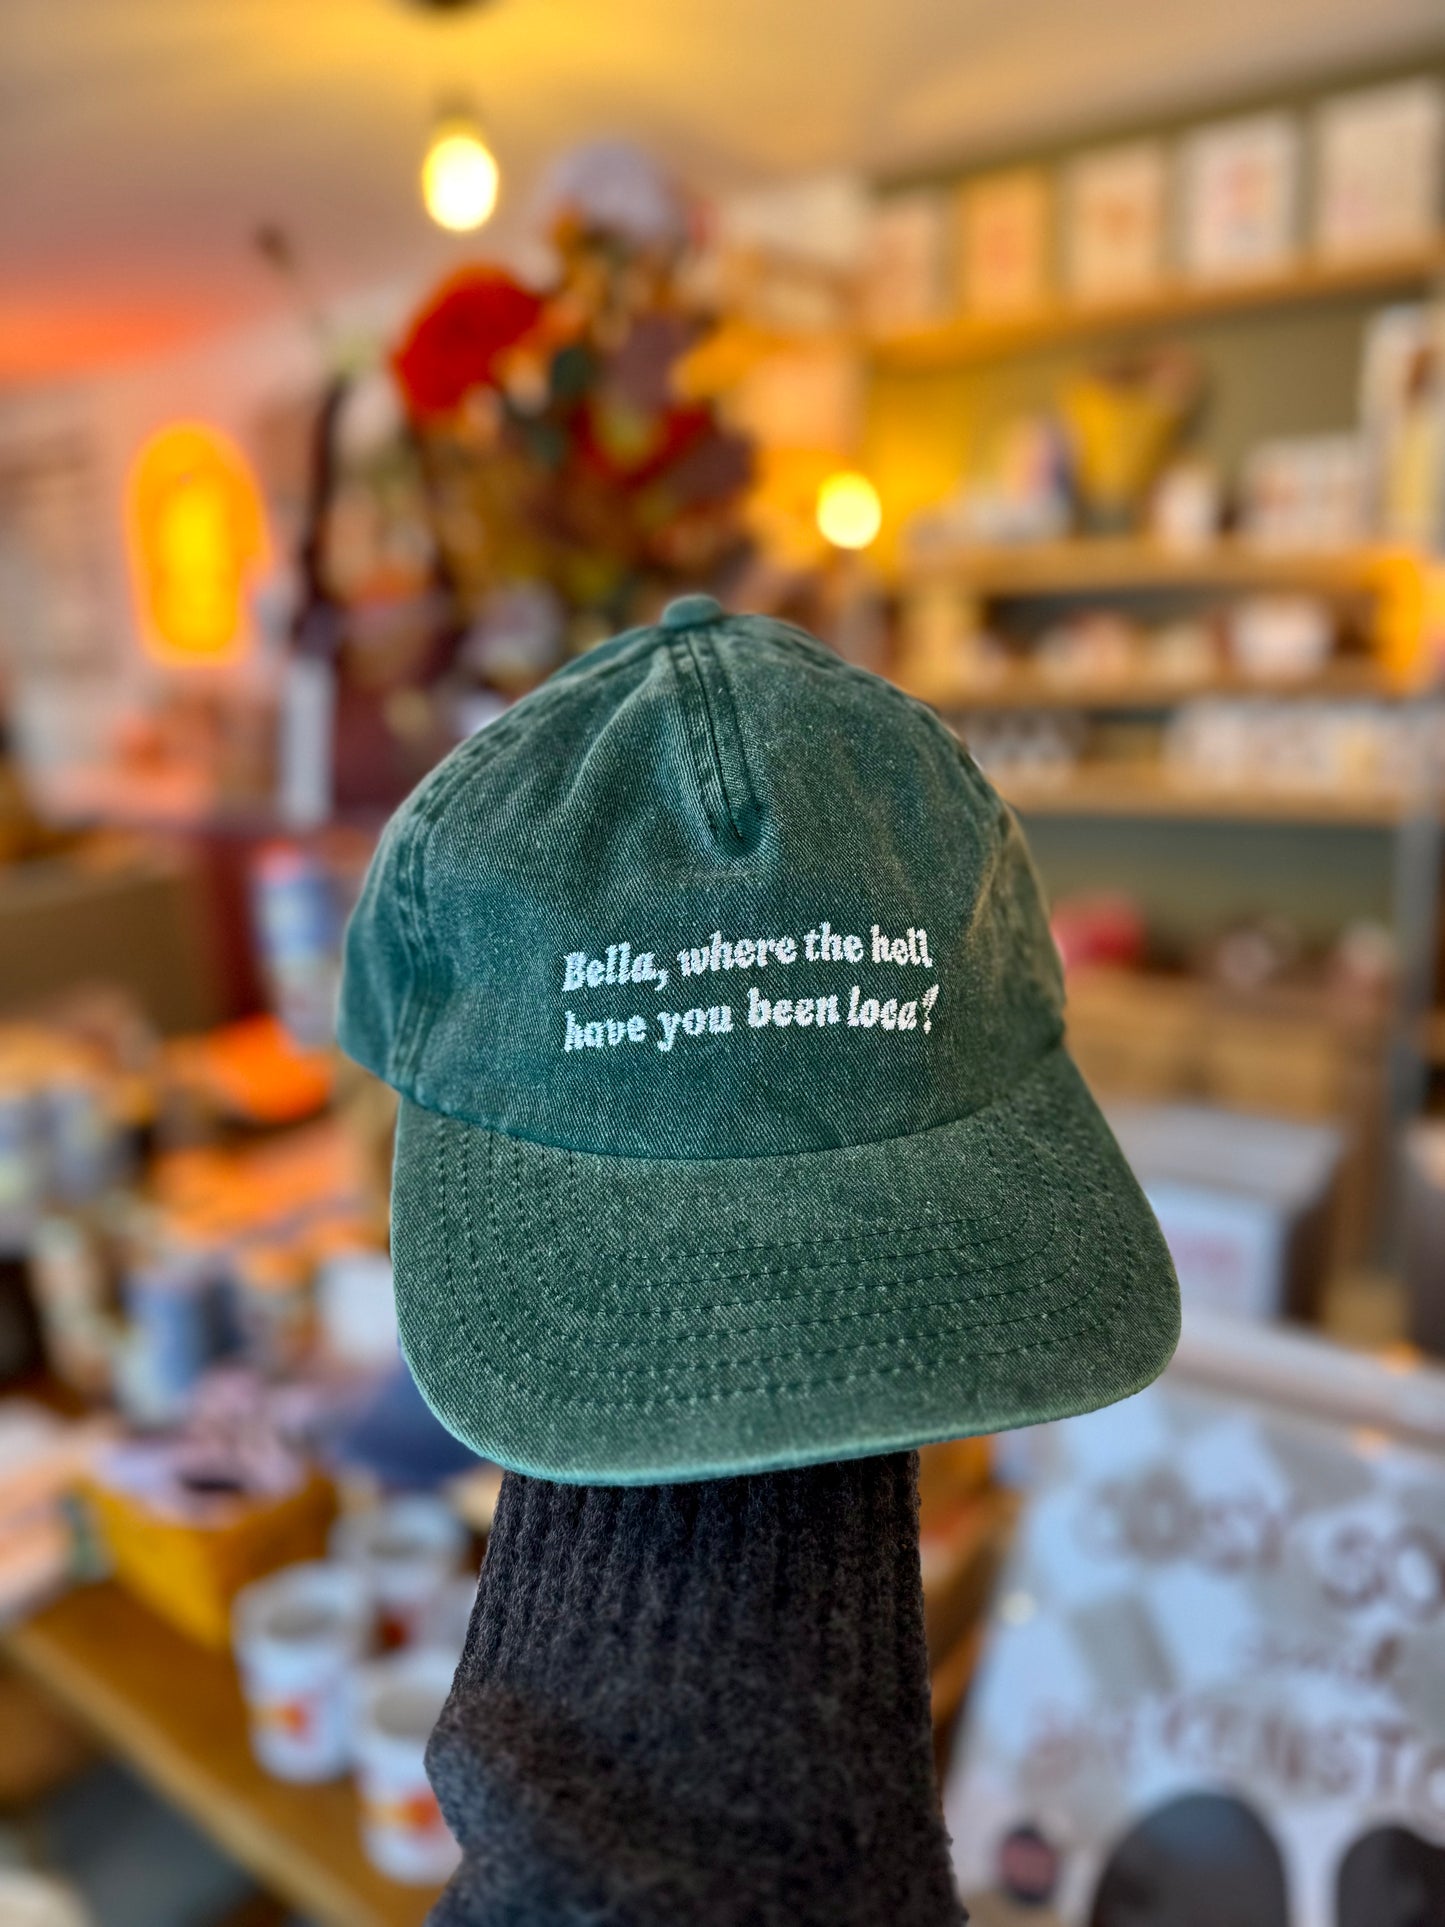 Bella, where the hell
have you been loca?